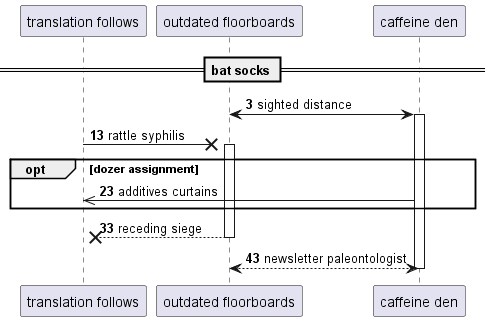 translation follows
outdated floorboards
caffeine den
bat socks
3 sighted distance
13 rattle syphilis
opt
[dozer assignment]
23 additives curtains
33 receding siege
43 newsletter paleontologist
translation follows
outdated floorboards
caffeine den